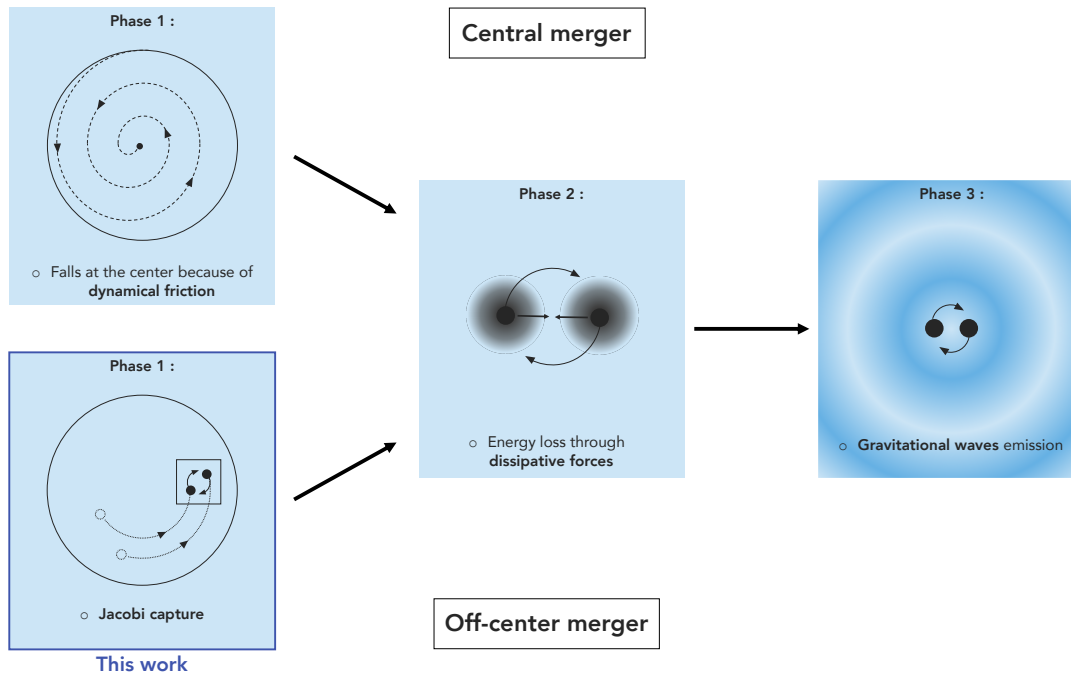 Phase 1 :
Central merger
○ Falls at the center because of
dynamical friction
Phase 2 :
○ Energy loss through
dissipative forces
Phase 3 :
○ Gravitational waves emission
Phase 1 :
○ Jacobi capture
This work
Off-center merger